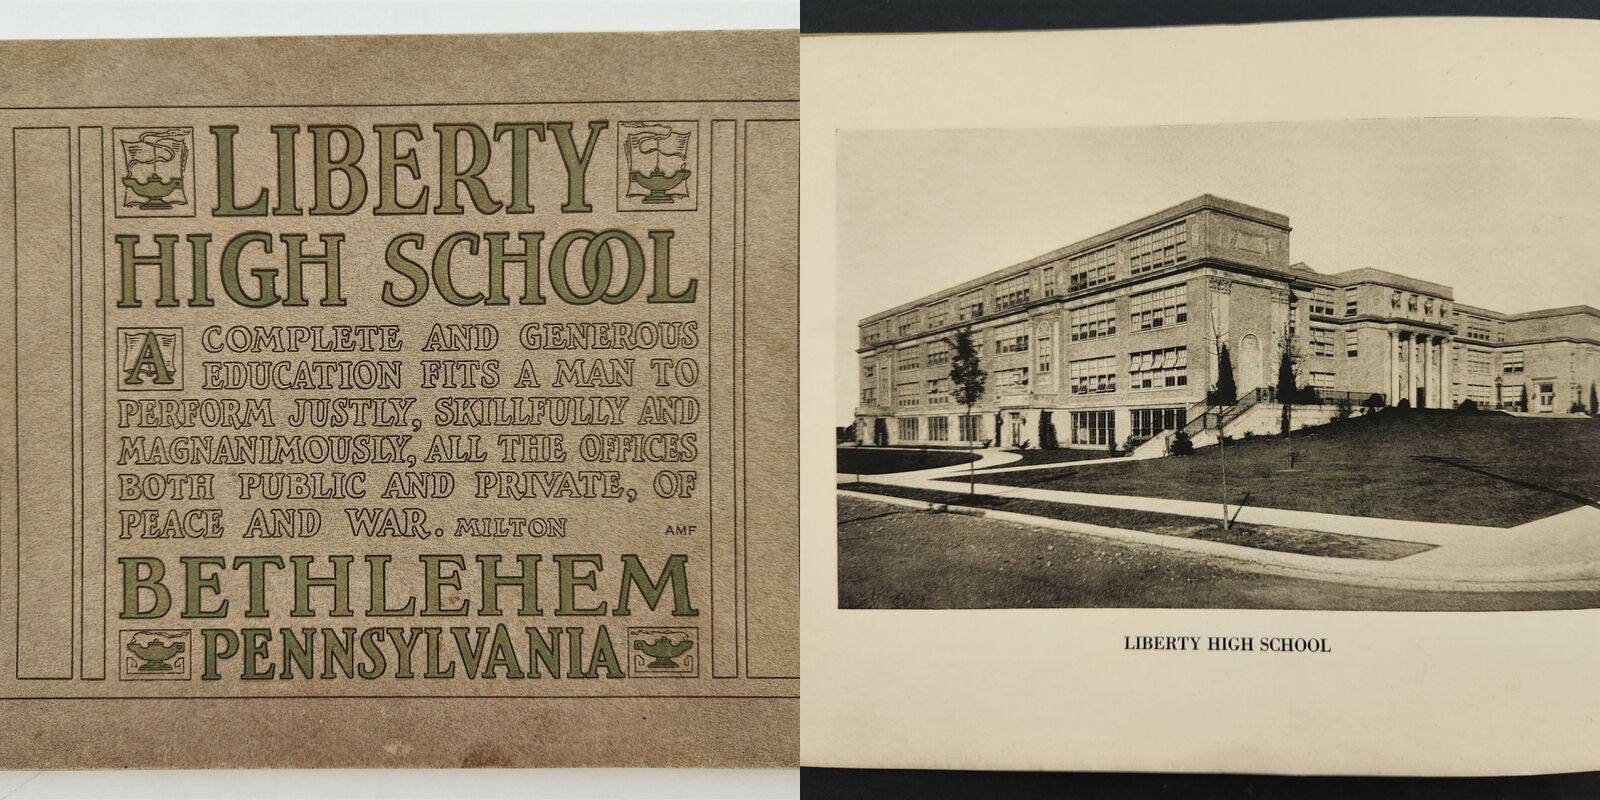 LIBERTY
HIGH SCHOOL
A COMPLETE AND GENEROUS
EDUCATION FITS A MAN TO
PERFORM JUSTLY, SKILLFULLY AND
MAGNANIMOUSLY, ALL THE OFFICES
BOTH PUBLIC AND PRIVATE, OF
PEACE AND WAR. MILTON AMF
BETHLEHEM
PENNSYLVANIA
LIBERTY HIGH SCHOOL